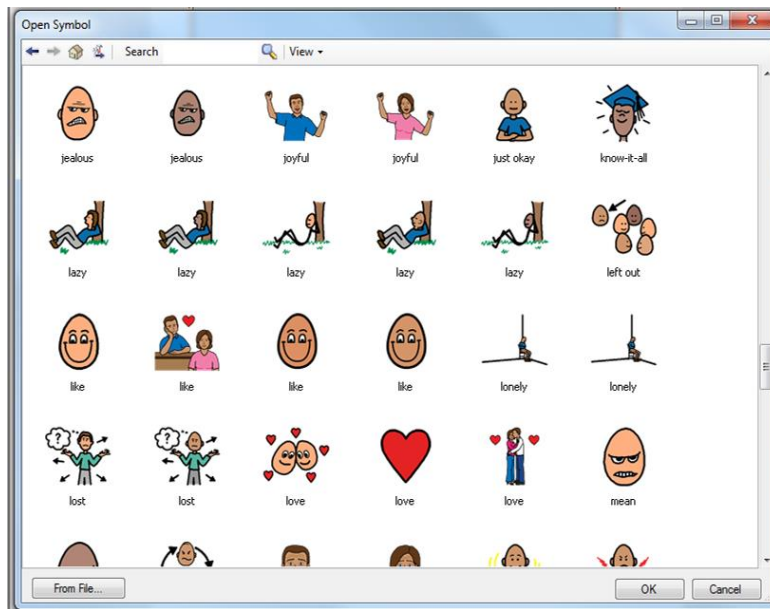 Open Symbol
Search View
jealous jealous joyful joyful just okay know-it-all
lazy lazy lazy lazy lazy left out
like like like like lonely lonely
? ?
lost lost love love love mean
From File... OK Cancel